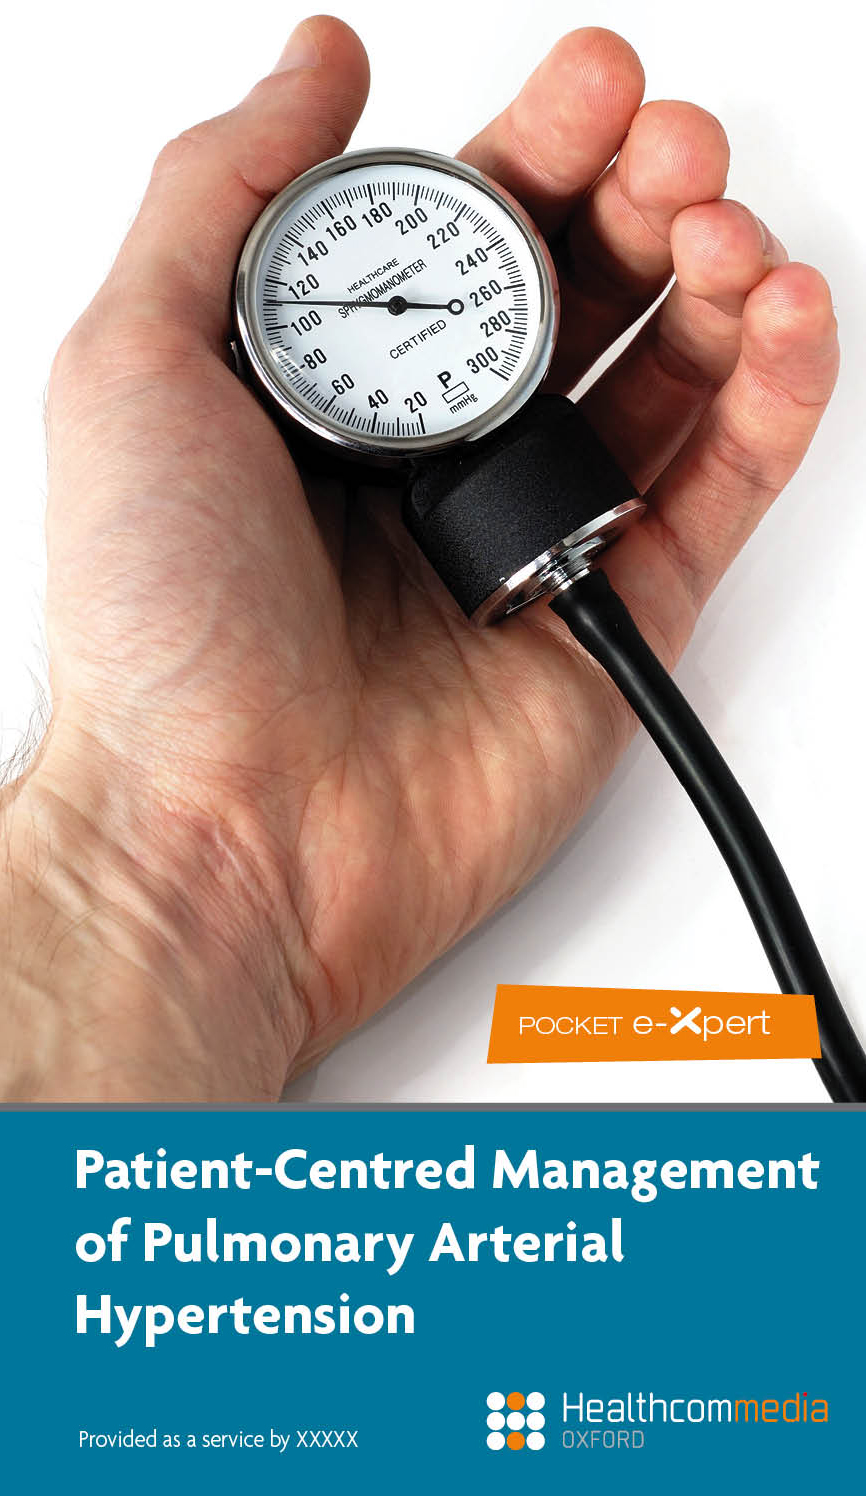 20
40
60
80
100
120
140
160
180
200
220
240
260
280
300
HEALTHCARE
SPHYGMOMANOMETER
CERTIFIED
P
mmHg
POCKET e-Xpert
Patient-Centred Management
of Pulmonary Arterial
Hypertension
Provided as a service by XXXXX
Healthcommedia
OXFORD